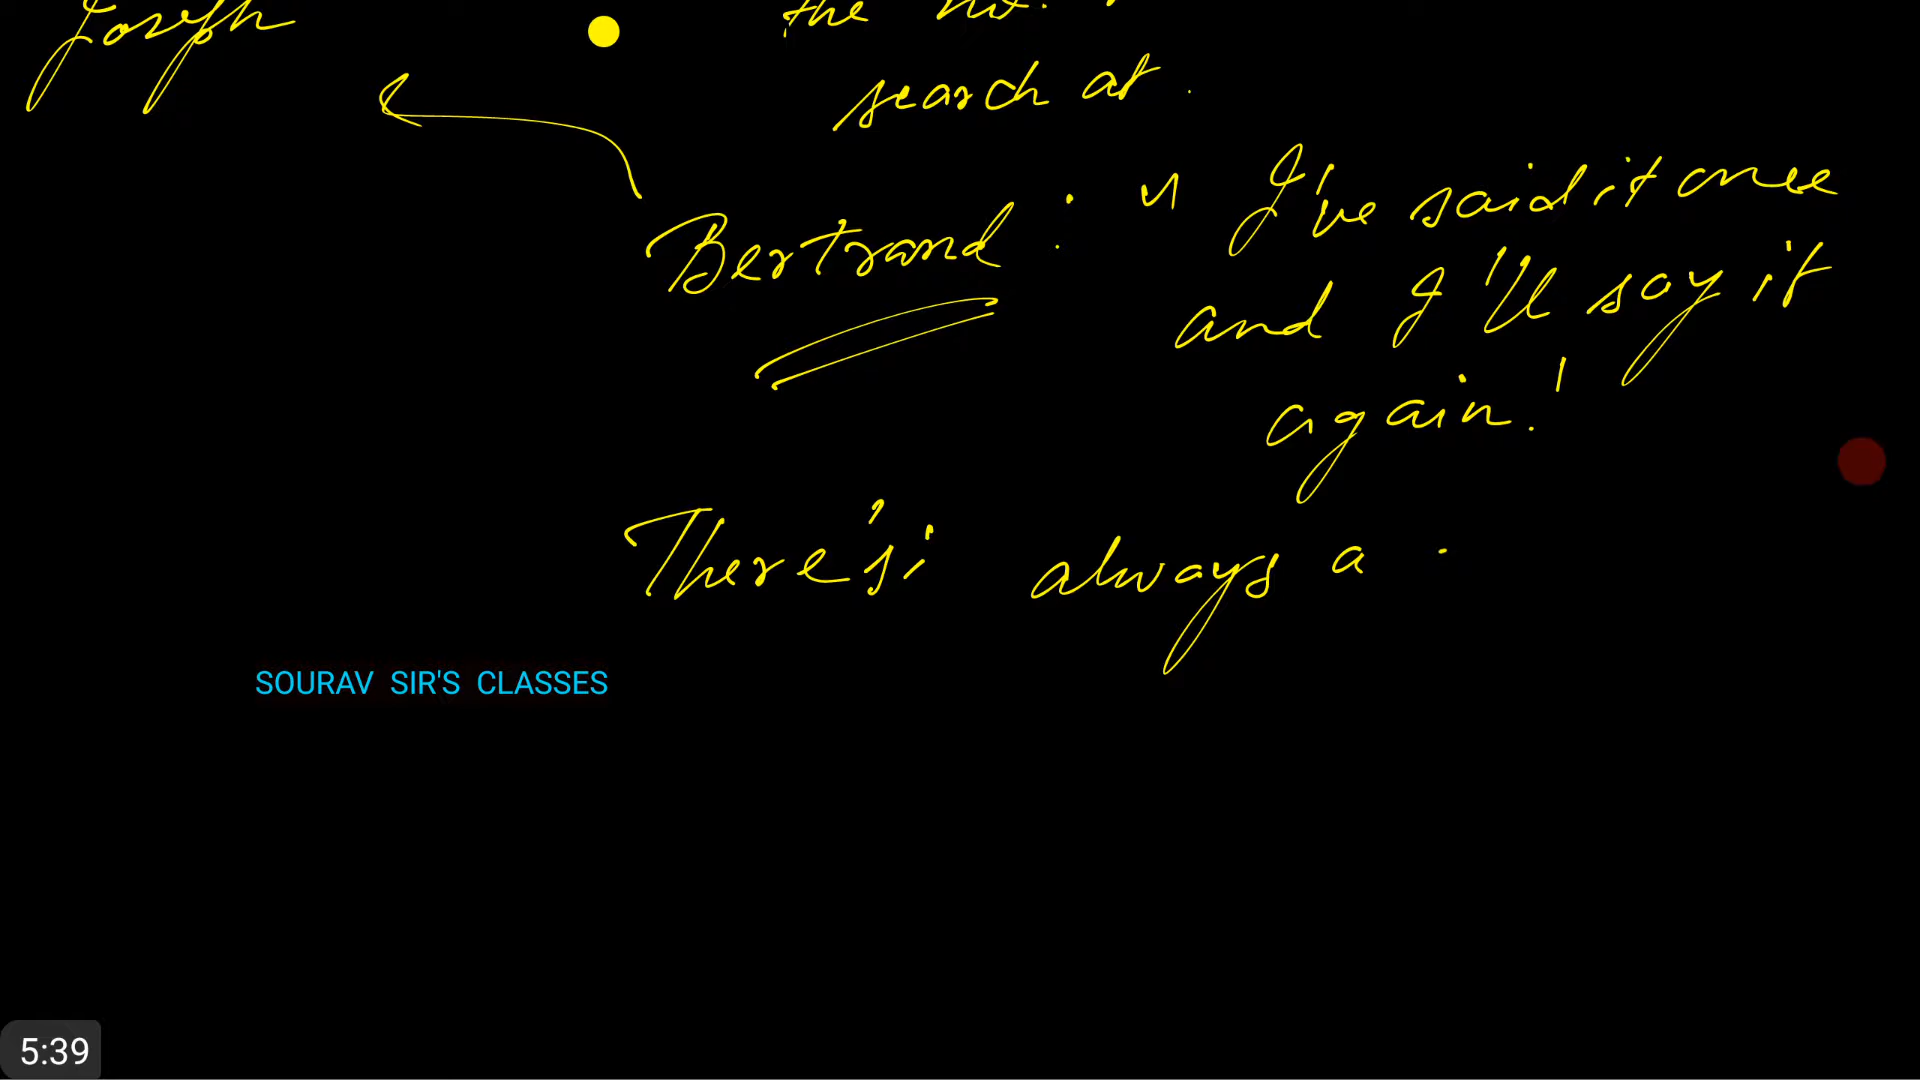 Joseph
the
search at.
Bertrand : " I've said it once
and I'll say it
again!
There's always a
SOURAV SIR'S CLASSES
5:39